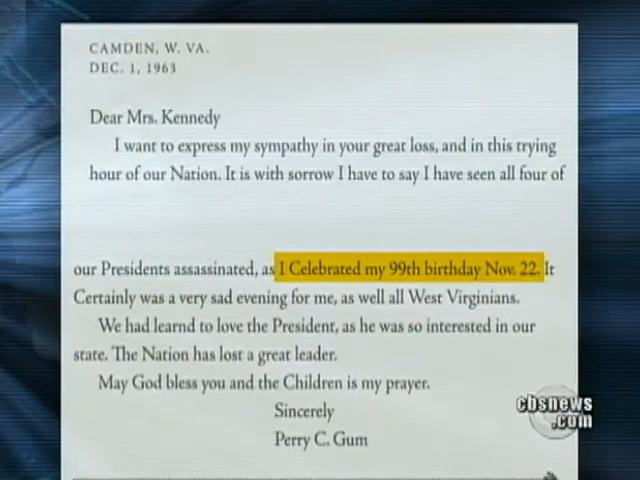 CAMDEN, W. VA.
DEC. 1, 1963
Dear Mrs. Kennedy
I want to express my sympathy in your great loss, and in this trying
hour of our Nation. It is with sorrow I have to say I have seen all four of
our Presidents assassinated, as I Celebrated my 99th birthday Nov. 22. It
Certainly was a very sad evening for me, as well all West Virginians.
We had learnd to love the President, as he was so interested in our
state. The Nation has lost a great leader.
May God bless you and the Children is my prayer.
Sincerely
Perry C. Gum
cbsnews
.com